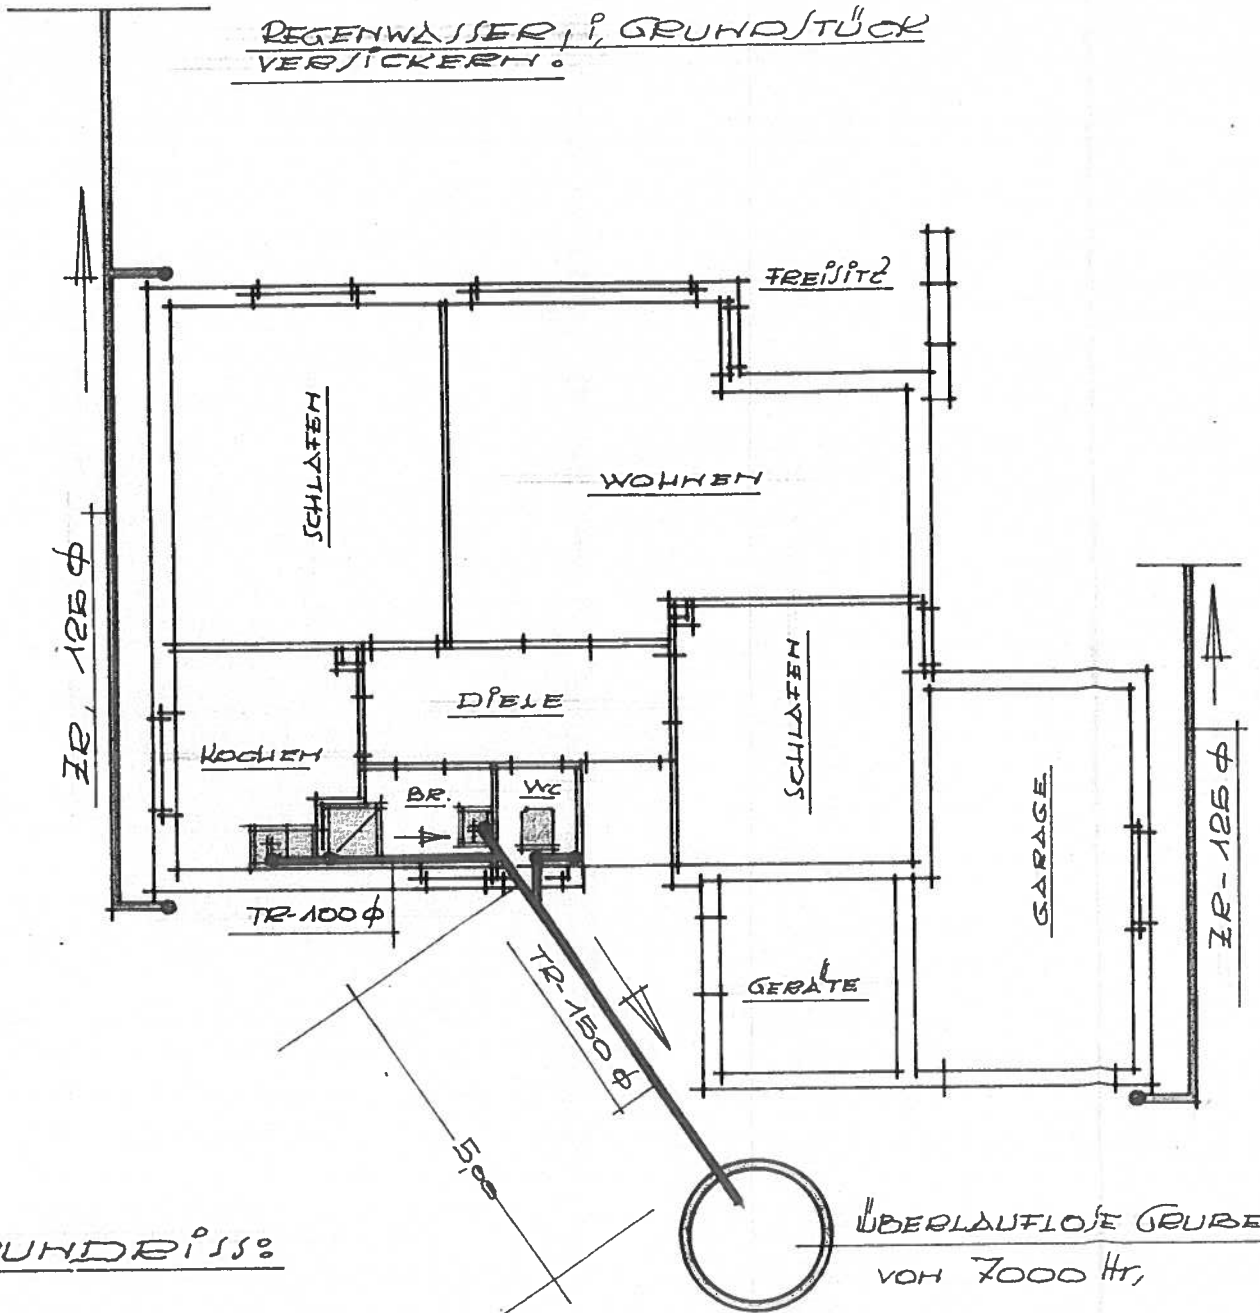 REGENWASSER, i, GRUNDSTÜCK
VERSICKERN.
FREISITZ
SCHLAFEN
WOHNEN
ZR, 125 ϕ
DIELE
SCHLAFEN
KOCHEN
BR.
WC
GARAGE
ZR-125 ϕ
TR-100 ϕ
TR-150 ϕ
GERÄTE
5,00
ÜBERLAUFLOSE GRUBE
VON 7000 ltr,
UNDRISS: